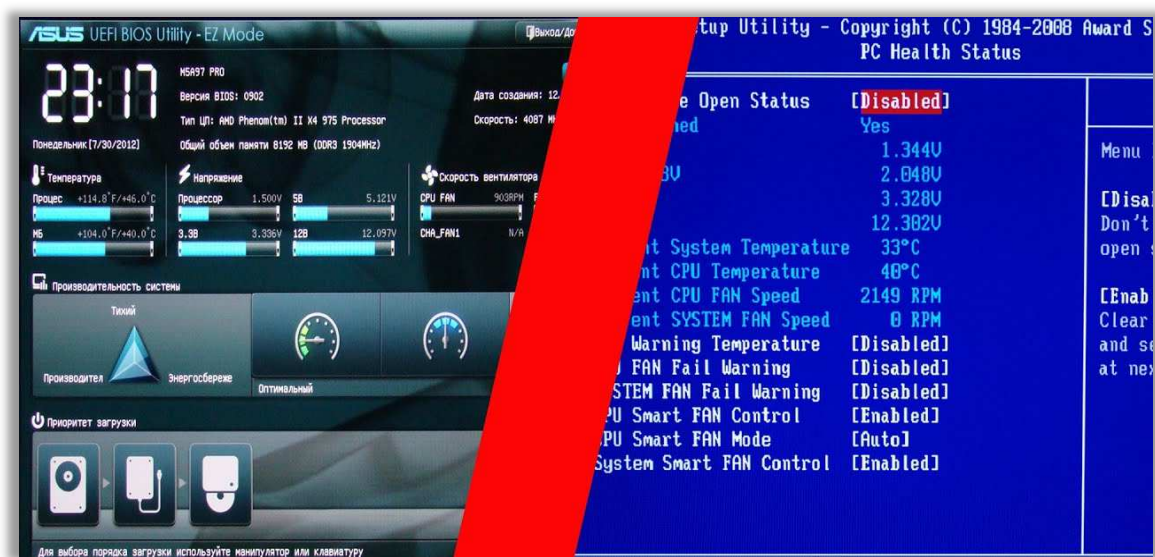 ASUS UEFI BIOS Utility - EZ Mode
Выход/До
23:17
M5A97 PRO
Версия BIOS: 0902
Дата создания: 12
Тип ЦП: AMD Phenom(tm) II X4 975 Processor
Скорость: 4087
Понедельник [7/30/2012]
Общий объем памяти 8192 MB (DDR3 1904MHz)
Температура
Напряжение
Скорость вентилятора
Процес +114.8°F/+46.0°C
Процессор 1.500V 5В 5.121V
CPU FAN 903RPM
МБ +104.0°F/+40.0°C
3.3В 3.336V 12В 12.097V
CHA_FAN1 N/A
Производительность системы
Тихий
Производител
Энергосбереже
Оптимальный
Приоритет загрузки
Для выбора порядка загрузки используйте манипулятор или клавиатуру
tup Utility - Copyright (C) 1984-2008 Award S
PC Health Status
e Open Status [Disabled]
ned Yes
1.344V
8V 2.048V
3.328V
12.302V
nt System Temperature 33°C
nt CPU Temperature 40°C
ent CPU FAN Speed 2149 RPM
ent SYSTEM FAN Speed 0 RPM
Warning Temperature [Disabled]
FAN Fail Warning [Disabled]
STEM FAN Fail Warning [Disabled]
PU Smart FAN Control [Enabled]
PU Smart FAN Mode [Auto]
System Smart FAN Control [Enabled]
Menu
[Disa
Don't
open
[Enab
Clear
and se
at nex